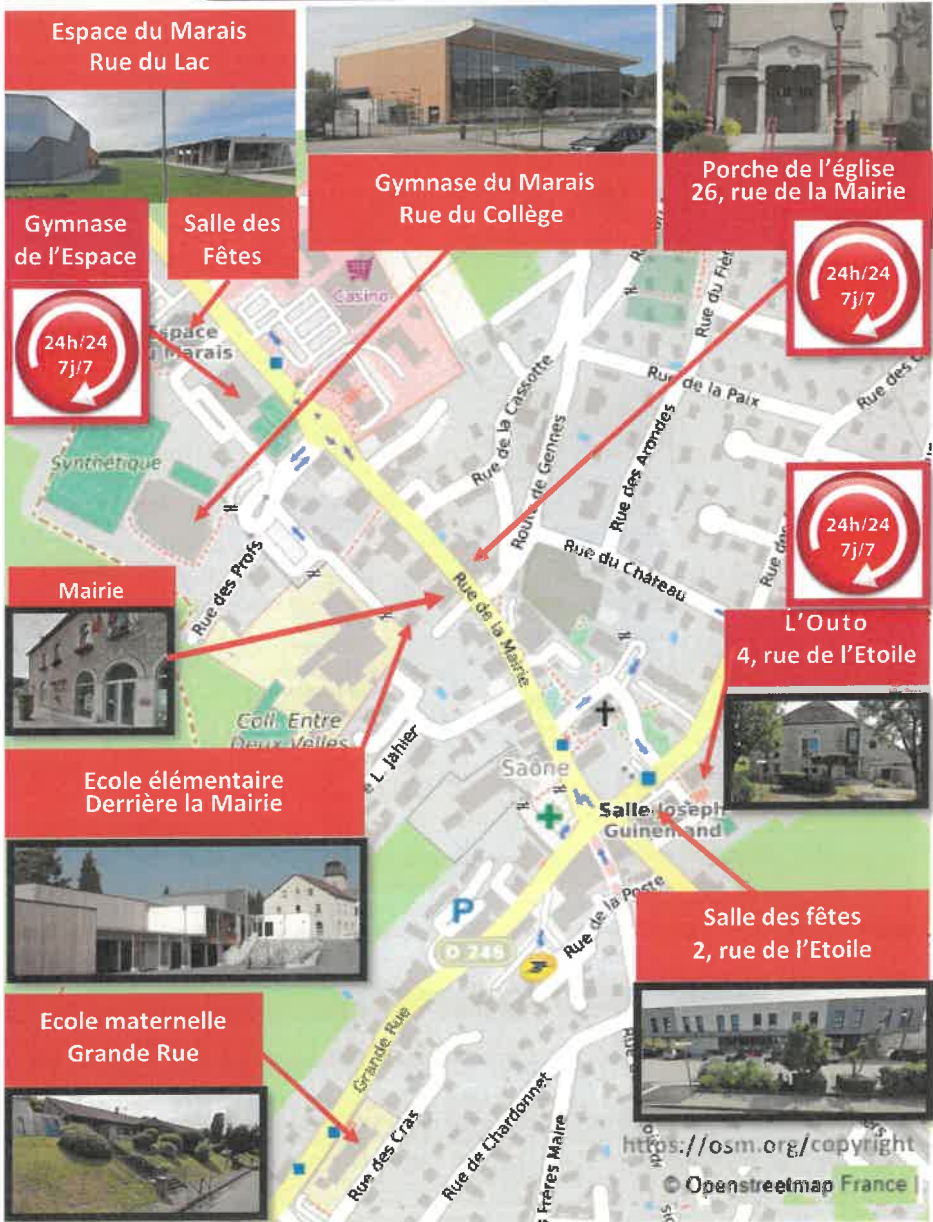 Espace du Marais
Rue du Lac
Gymnase du Marais
Rue du Collège
Porche de l'église
26, rue de la Mairie
Gymnase
de l'Espace
Salle des
Fêtes
24h/24
7j/7
24h/24
7j/7
24h/24
7j/7
Casino
Espace
du Marais
Synthétique
Rue de la Cassotte
Route de Gennes
Rue des Arondes
Rue de la Paix
Rue du Château
Rue des Profs
Rue de la Mairie
Mairie
L'Outo
4, rue de l'Etoile
Coll. Entre
Deux Velles
L. Jahier
Saône
Salle Joseph
Guinemand
Ecole élémentaire
Derrière la Mairie
P
D 246
Rue de la Poste
Salle des fêtes
2, rue de l'Etoile
Ecole maternelle
Grande Rue
Grande Rue
Rue des Cras
Rue de Chardonnet
Frères Maire
https://osm.org/copyright
© Openstreetmap France